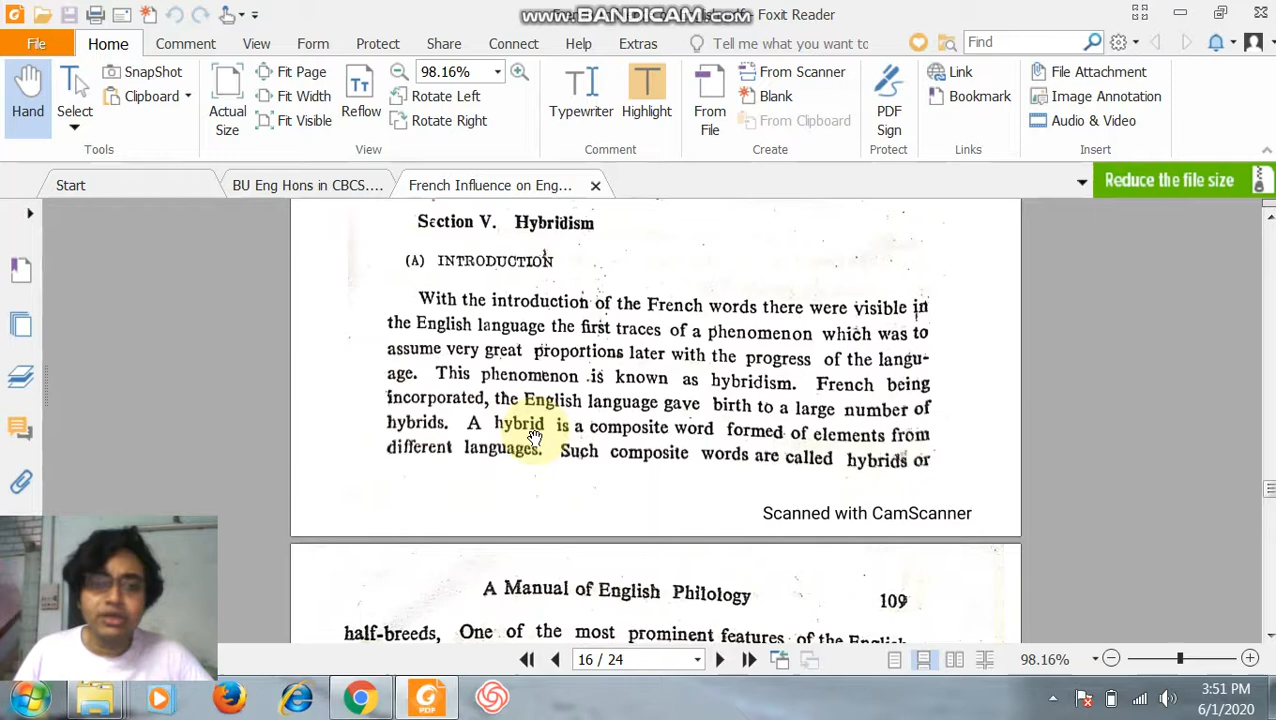 www.BANDICAM.com
Foxit Reader
File Home Comment View Form Protect Share Connect Help Extras Tell me what you want to Find
Hand
Select
SnapShot
Clipboard
Actual Size
Fit Page
Fit Width
Fit Visible
98.16%
Rotate Left
Rotate Right
Reflow
Typewriter
Highlight
From File
From Scanner
Blank
From Clipboard
PDF Sign
Link
Bookmark
File Attachment
Image Annotation
Audio & Video
Tools View Comment Create Protect Links Insert
Start BU Eng Hons in CBCS.... French Influence on Eng... Reduce the file size
Section V. Hybridism
(A) INTRODUCTION
With the introduction of the French words there were visible in
the English language the first traces of a phenomenon which was to
assume very great proportions later with the progress of the langu-
age. This phenomenon is known as hybridism. French being
incorporated, the English language gave birth to a large number of
hybrids. A hybrid is a composite word formed of elements from
different languages. Such composite words are called hybrids or
Scanned with CamScanner
A Manual of English Philology 109
half-breeds, One of the most prominent features of the English
16 / 24 98.16%
3:51 PM
6/1/2020